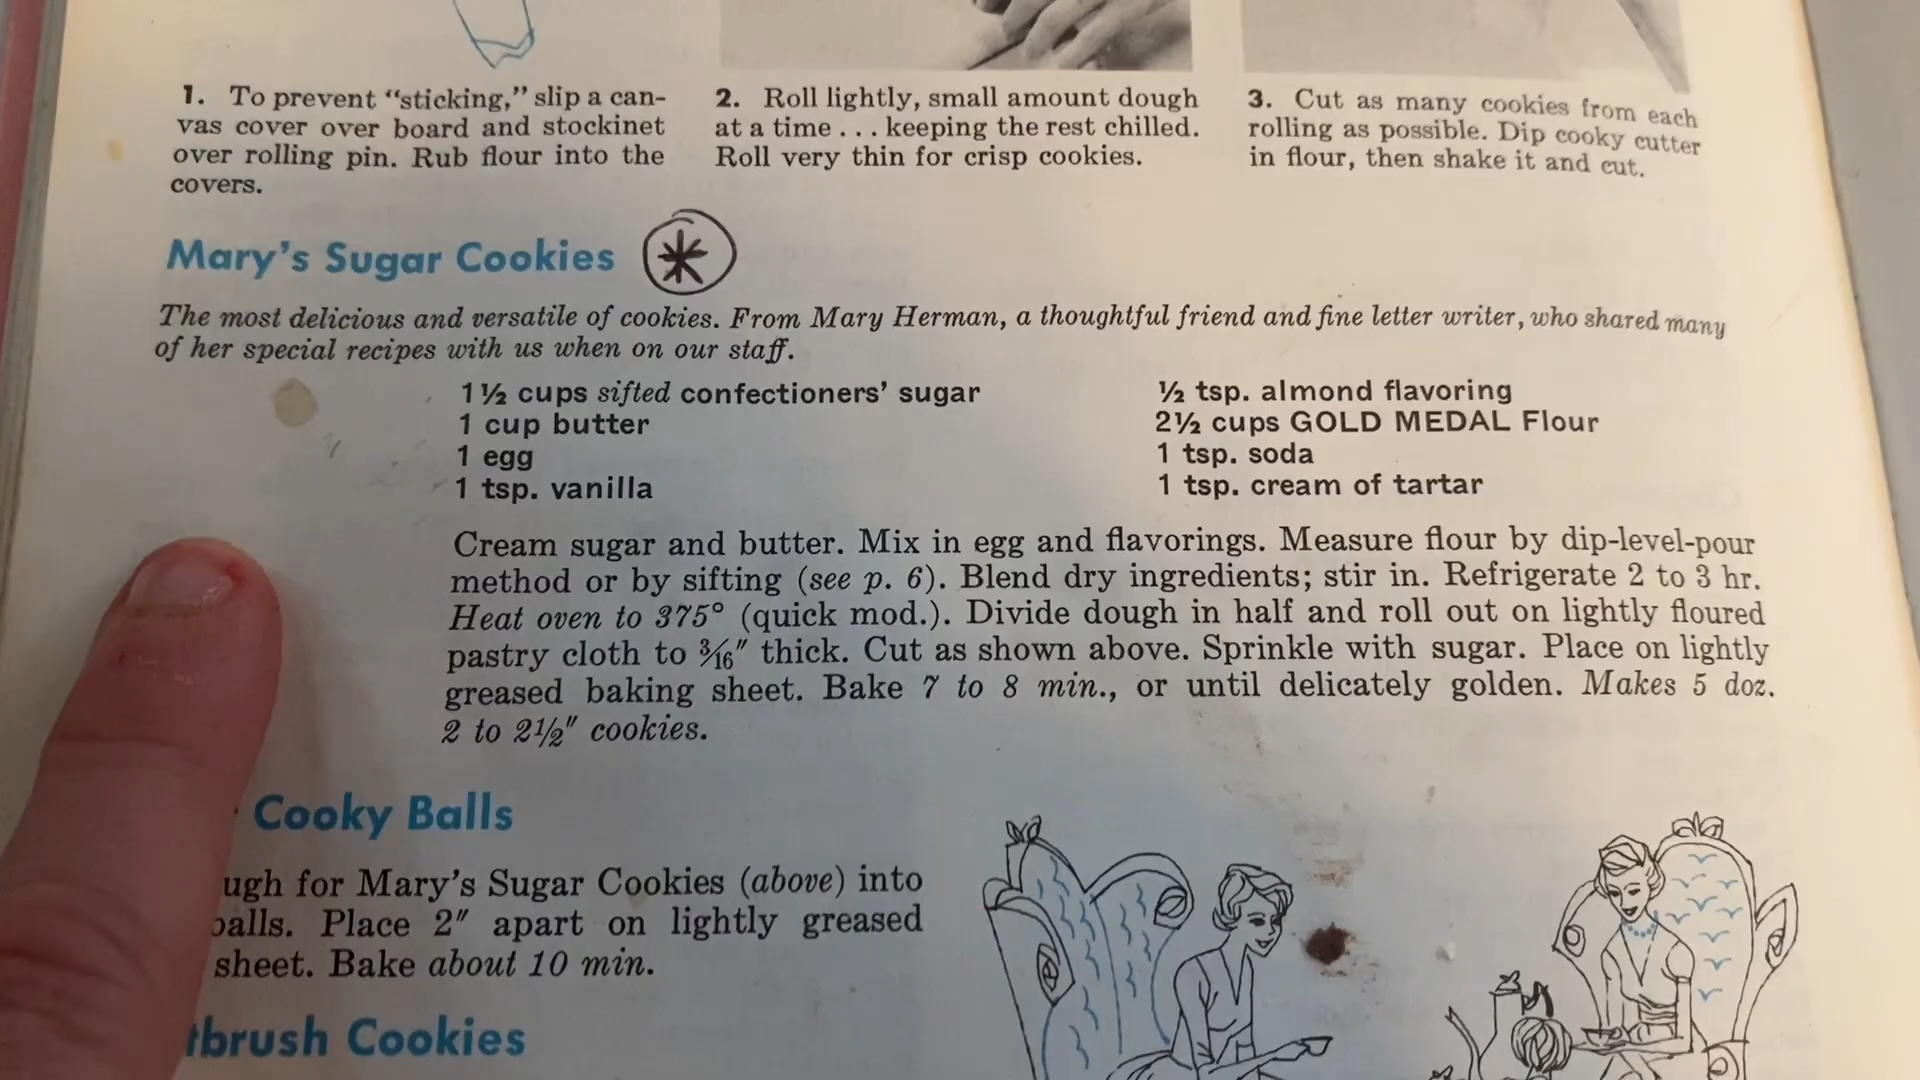 1. To prevent “sticking,” slip a can-
vas cover over board and stockinet
over rolling pin. Rub flour into the
covers.
2. Roll lightly, small amount dough
at a time . . . keeping the rest chilled.
Roll very thin for crisp cookies.
3. Cut as many cookies from each
rolling as possible. Dip cooky cutter
in flour, then shake it and cut.
Mary’s Sugar Cookies
The most delicious and versatile of cookies. From Mary Herman, a thoughtful friend and fine letter writer, who shared many
of her special recipes with us when on our staff.
1½ cups sifted confectioners’ sugar
1 cup butter
1 egg
1 tsp. vanilla
½ tsp. almond flavoring
2½ cups GOLD MEDAL Flour
1 tsp. soda
1 tsp. cream of tartar
Cream sugar and butter. Mix in egg and flavorings. Measure flour by dip-level-pour
method or by sifting (see p. 6). Blend dry ingredients; stir in. Refrigerate 2 to 3 hr.
Heat oven to 375° (quick mod.). Divide dough in half and roll out on lightly floured
pastry cloth to 3/16″ thick. Cut as shown above. Sprinkle with sugar. Place on lightly
greased baking sheet. Bake 7 to 8 min., or until delicately golden. Makes 5 doz.
2 to 2½″ cookies.
Cooky Balls
ugh for Mary’s Sugar Cookies (above) into
balls. Place 2″ apart on lightly greased
sheet. Bake about 10 min.
tbrush Cookies